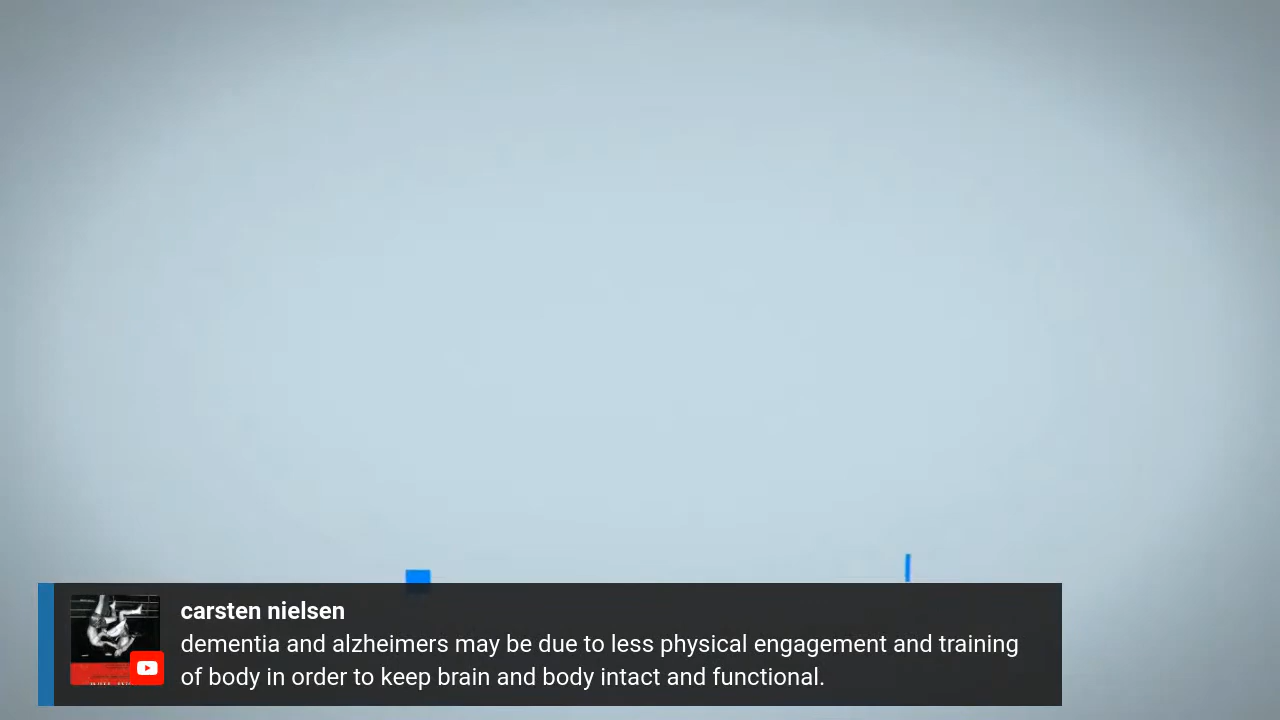 carsten nielsen
dementia and alzheimers may be due to less physical engagement and training
of body in order to keep brain and body intact and functional.